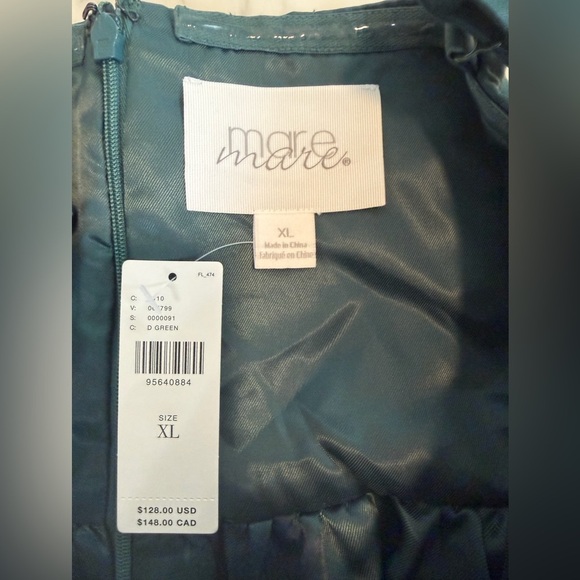 mare
mare®
XL
Made in China
Fabriqué en Chine
FL_474
C:
V:
S: 0000091
C: D GREEN
95640884
SIZE
XL
$128.00 USD
$148.00 CAD